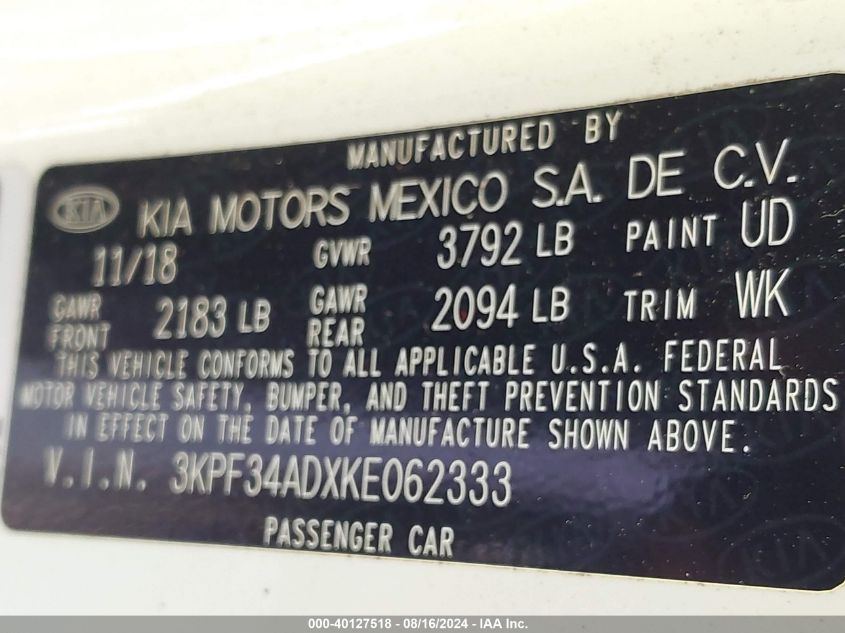 MANUFACTURED BY
KIA KIA MOTORS MEXICO S.A. DE C.V.
11/18 GVWR 3792 LB PAINT UD
GAWR FRONT 2183 LB GAWR REAR 2094 LB TRIM WK
THIS VEHICLE CONFORMS TO ALL APPLICABLE U.S.A. FEDERAL
MOTOR VEHICLE SAFETY, BUMPER, AND THEFT PREVENTION STANDARDS
IN EFFECT ON THE DATE OF MANUFACTURE SHOWN ABOVE.
V.I.N. 3KPF34ADXKE062333
PASSENGER CAR
000-40127518 - 08/16/2024 - IAA Inc.